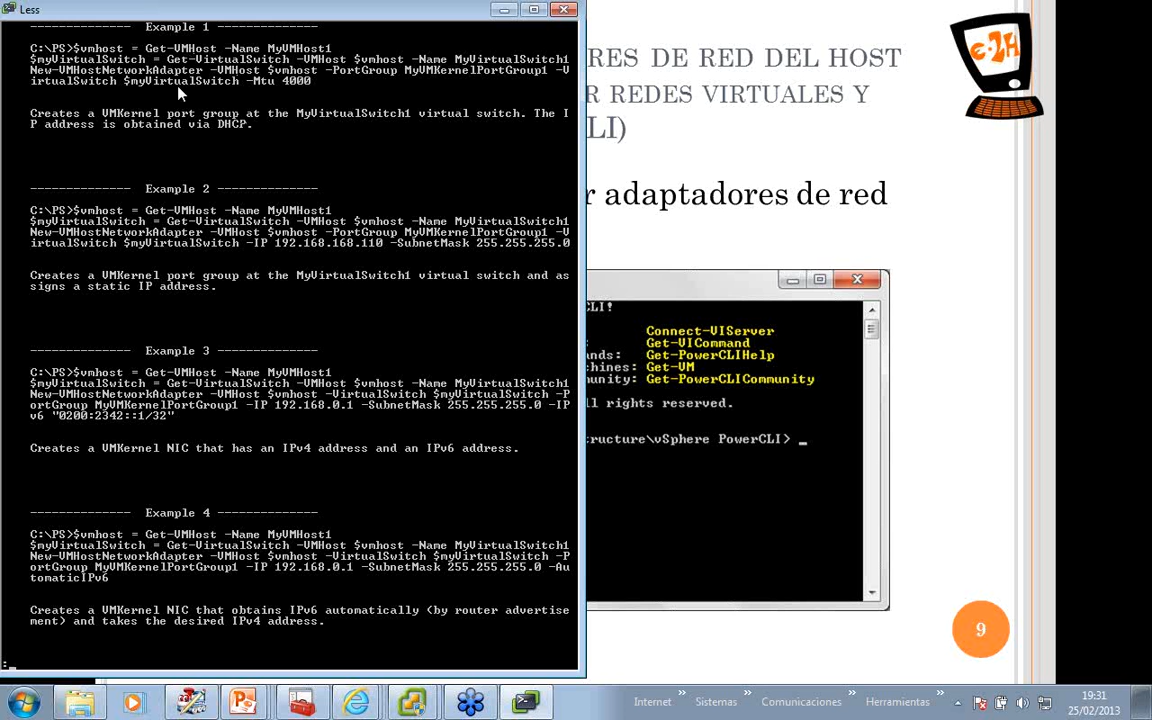 Less
-------------- Example 1 --------------
C:\PS>$vmhost = Get-VMHost -Name MyVMHost1
$myVirtualSwitch = Get-VirtualSwitch -VMHost $vmhost -Name MyVirtualSwitch1
New-VMHostNetworkAdapter -VMHost $vmhost -PortGroup MyVMKernelPortGroup1 -V
irtualSwitch $myVirtualSwitch -Mtu 4000
Creates a VMKernel port group at the MyVirtualSwitch1 virtual switch. The I
P address is obtained via DHCP.
-------------- Example 2 --------------
C:\PS>$vmhost = Get-VMHost -Name MyVMHost1
$myVirtualSwitch = Get-VirtualSwitch -VMHost $vmhost -Name MyVirtualSwitch1
New-VMHostNetworkAdapter -VMHost $vmhost -PortGroup MyVMKernelPortGroup1 -V
irtualSwitch $myVirtualSwitch -IP 192.168.168.110 -SubnetMask 255.255.255.0
Creates a VMKernel port group at the MyVirtualSwitch1 virtual switch and as
signs a static IP address.
-------------- Example 3 --------------
C:\PS>$vmhost = Get-VMHost -Name MyVMHost1
$myVirtualSwitch = Get-VirtualSwitch -VMHost $vmhost -Name MyVirtualSwitch1
New-VMHostNetworkAdapter -VMHost $vmhost -VirtualSwitch $myVirtualSwitch -P
ortGroup MyVMKernelPortGroup1 -IP 192.168.0.1 -SubnetMask 255.255.255.0 -IP
v6 "0200:2342::1/32"
Creates a VMKernel NIC that has an IPv4 address and an IPv6 address.
-------------- Example 4 --------------
C:\PS>$vmhost = Get-VMHost -Name MyVMHost1
$myVirtualSwitch = Get-VirtualSwitch -VMHost $vmhost -Name MyVirtualSwitch1
New-VMHostNetworkAdapter -VMHost $vmhost -VirtualSwitch $myVirtualSwitch -P
ortGroup MyVMKernelPortGroup1 -IP 192.168.0.1 -SubnetMask 255.255.255.0 -Au
tomaticIPv6
Creates a VMKernel NIC that obtains IPv6 automatically (by router advertise
ment) and takes the desired IPv4 address.
:
ORES DE RED DEL HOST
R REDES VIRTUALES Y
CLI)
r adaptadores de red
e-2H
CLI!
Connect-VIServer
: Get-VICommand
ands: Get-PowerCLIHelp
chines: Get-VM
munity: Get-PowerCLICommunity
ll rights reserved.
tructure\vSphere PowerCLI> _
9
Internet » Sistemas » Comunicaciones » Herramientas »
19:31
25/02/2013